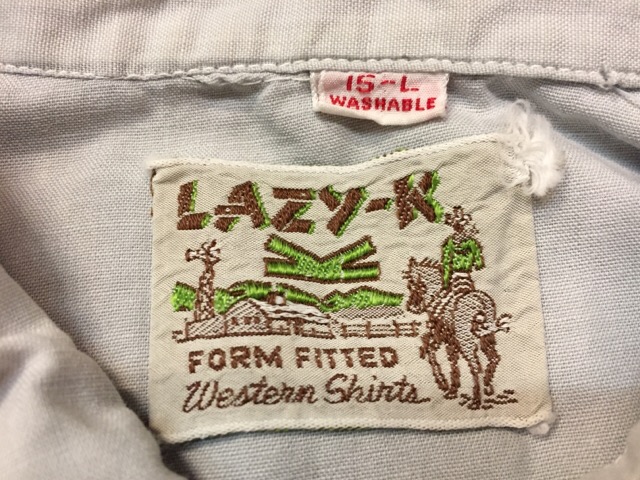 15-L
WASHABLE
LAZY-K
FORM FITTED
Western Shirts